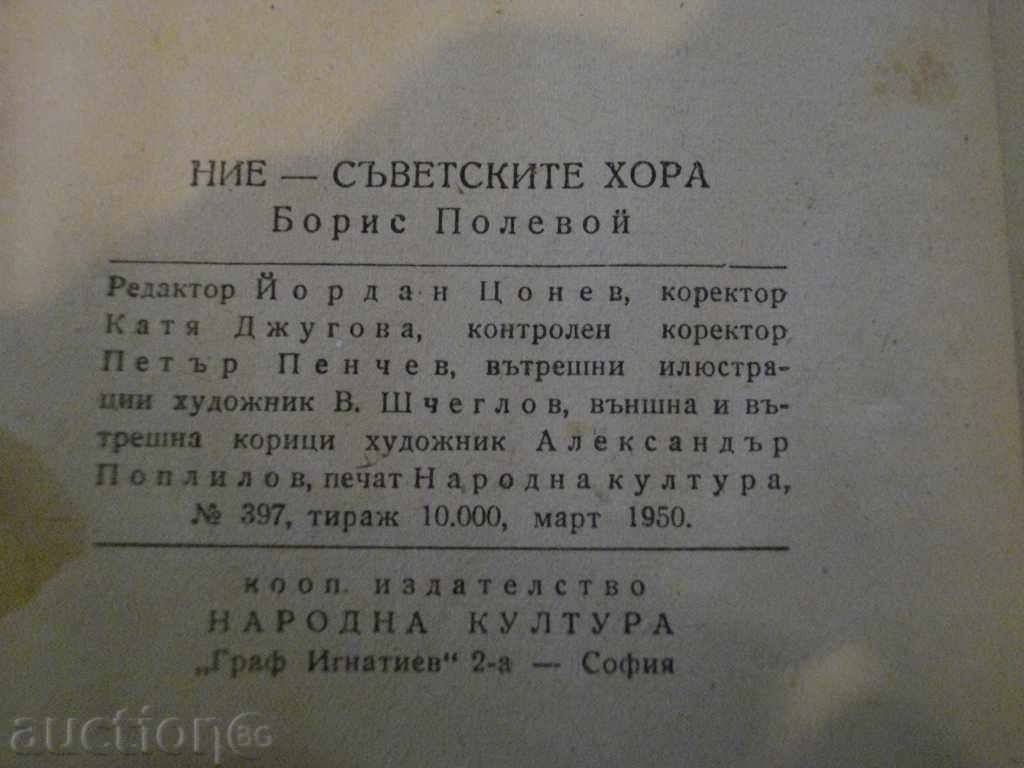 НИЕ — СЪВЕТСКИТЕ ХОРА
Борис Полевой
Редактор Йордан Цонев, коректор
Катя Джугова, контролен коректор
Петър Пенчев, вътрешни илюстра-
ции художник В. Шчеглов, външна и въ-
трешна корици художник Александър
Поплилов, печат Народна култура,
№ 397, тираж 10.000, март 1950.
кооп. издателство
НАРОДНА КУЛТУРА
„Граф Игнатиев“ 2-а — София
auction BG